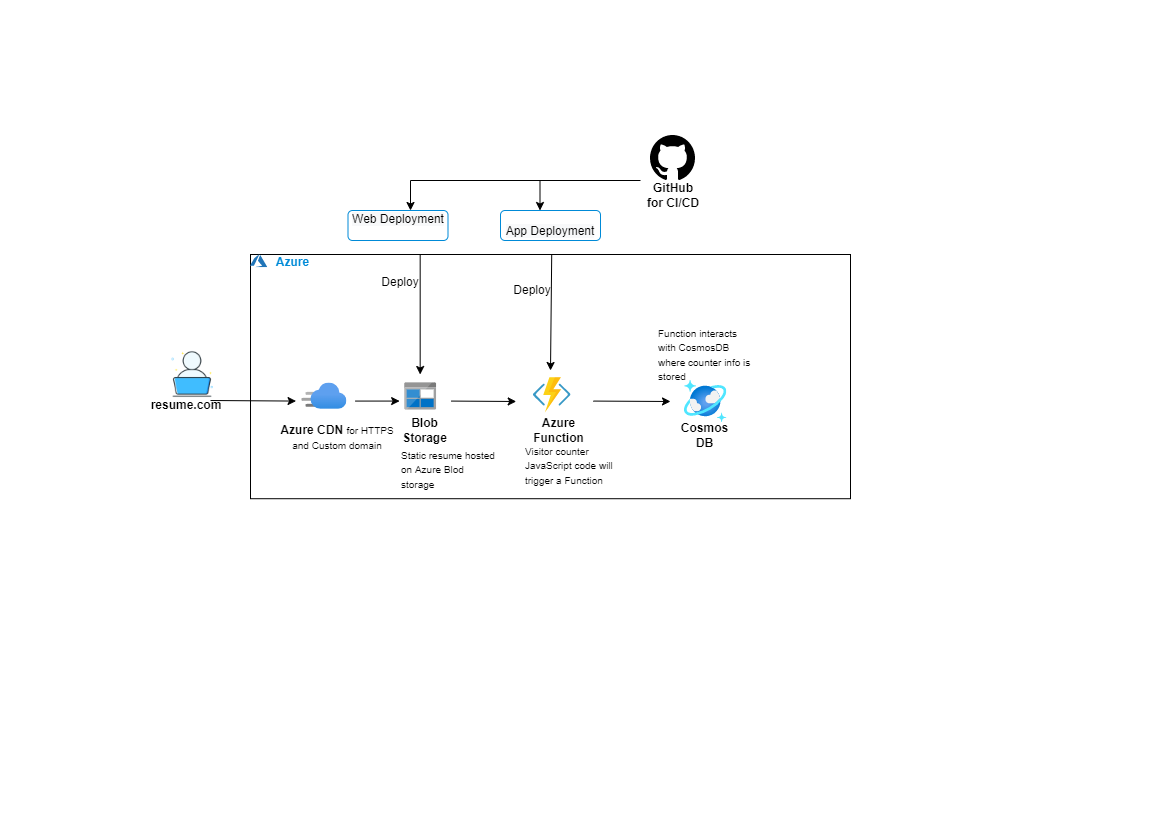 GitHub
for CI/CD
Web Deployment
App Deployment
Azure
Deploy
Deploy
Function interacts
with CosmosDB
where counter info is
stored
resume.com
Azure CDN for HTTPS
and Custom domain
Blob
Storage
Static resume hosted
on Azure Blod
storage
Azure
Function
Visitor counter
JavaScript code will
trigger a Function
Cosmos
DB